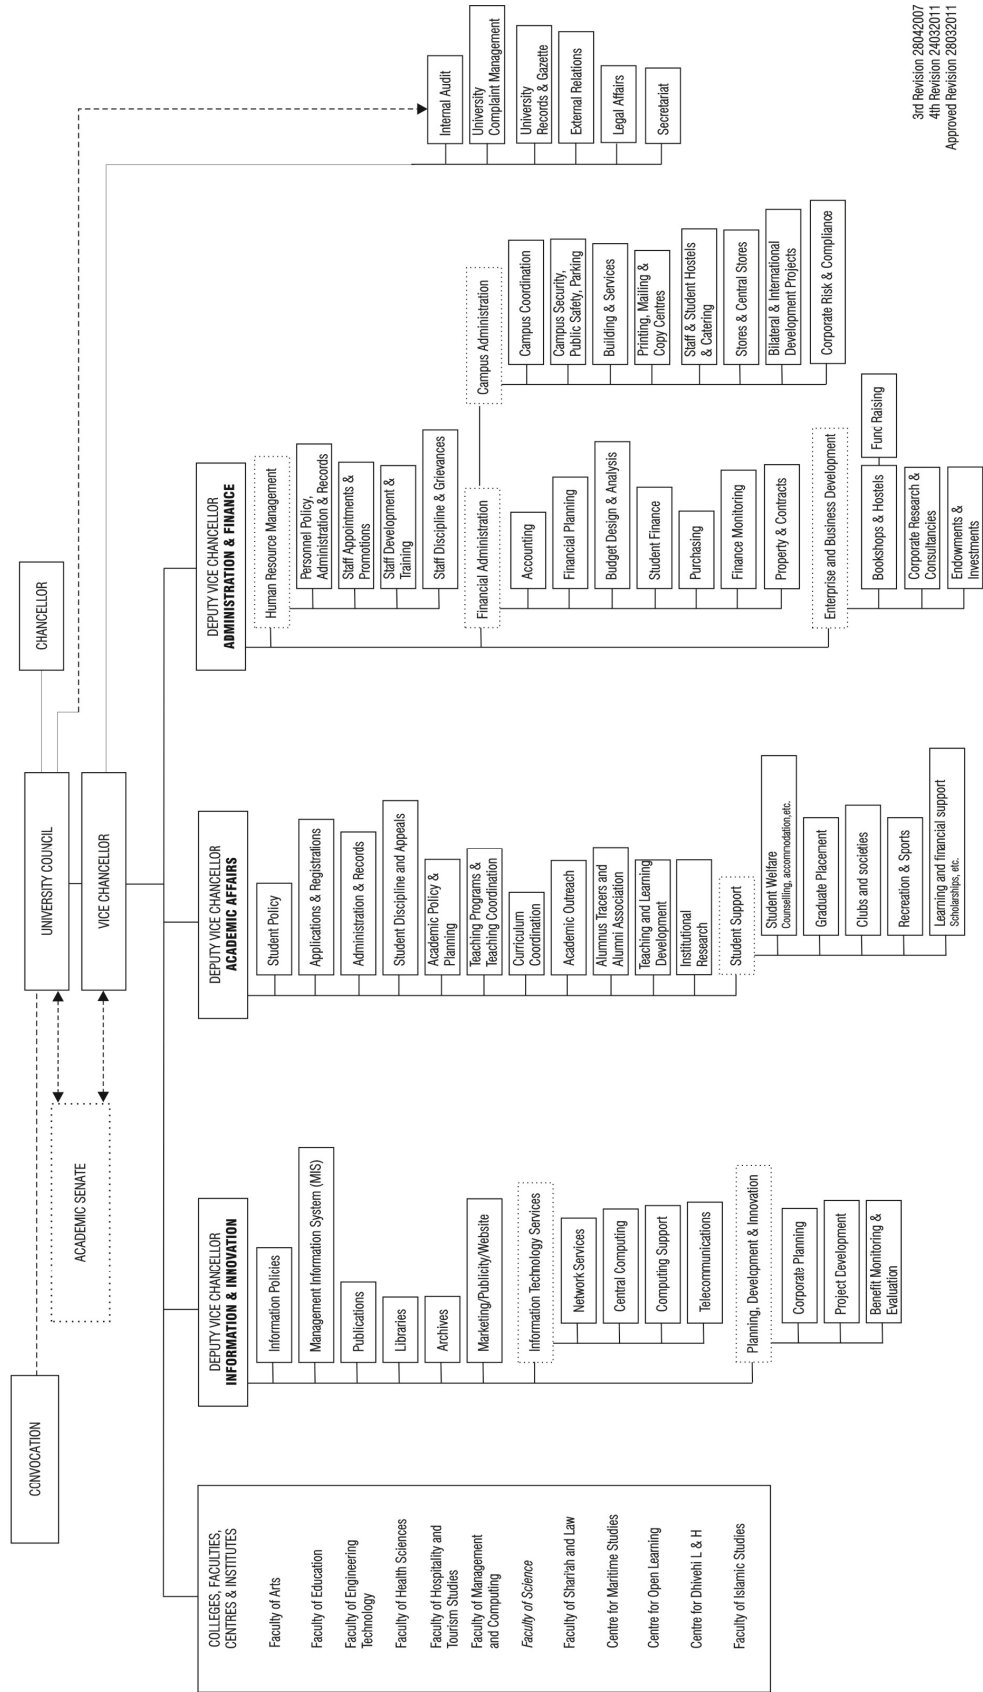 CONVOCATION
ACADEMIC SENATE
UNIVERSITY COUNCIL
CHANCELLOR
VICE CHANCELLOR
COLLEGES, FACULTIES,
CENTRES & INSTITUTES
Faculty of Arts
Faculty of Education
Faculty of Engineering
Technology
Faculty of Health Sciences
Faculty of Hospitality and
Tourism Studies
Faculty of Management
and Computing
Faculty of Science
Faculty of Shari'ah and Law
Centre for Maritime Studies
Centre for Open Learning
Centre for Dhivehi L & H
Faculty of Islamic Studies
DEPUTY VICE CHANCELLOR
INFORMATION & INNOVATION
Information Policies
Management Information System (MIS)
Publications
Libraries
Archives
Marketing/Publicity/Website
Information Technology Services
Network Services
Central Computing
Computing Support
Telecommunications
Planning, Development & Innovation
Corporate Planning
Project Development
Benefit Monitoring &
Evaluation
DEPUTY VICE CHANCELLOR
ACADEMIC AFFAIRS
Student Policy
Applications & Registrations
Administration & Records
Student Discipline and Appeals
Academic Policy &
Planning
Teaching Programs &
Teaching Coordination
Curriculum
Coordination
Academic Outreach
Alumnus Tracers and
Alumni Association
Teaching and Learning
Development
Institutional
Research
Student Support
Student Welfare
Counselling, accommodation,etc.
Graduate Placement
Clubs and societies
Recreation & Sports
Learning and financial support
Scholarships, etc.
DEPUTY VICE CHANCELLOR
ADMINISTRATION & FINANCE
Human Resource Management
Personnel Policy,
Administration & Records
Staff Appointments &
Promotions
Staff Development &
Training
Staff Discipline & Grievances
Financial Administration
Accounting
Financial Planning
Budget Design & Analysis
Student Finance
Purchasing
Finance Monitoring
Property & Contracts
Enterprise and Business Development
Bookshops & Hostels
Func Raising
Corporate Research &
Consultancies
Endowments &
Investments
Campus Administration
Campus Coordination
Campus Security,
Public Safety, Parking
Building & Services
Printing, Mailing &
Copy Centres
Staff & Student Hostels
& Catering
Stores & Central Stores
Bilateral & International
Development Projects
Corporate Risk & Compliance
Internal Audit
University
Complaint Management
University
Records & Gazette
External Relations
Legal Affairs
Secretariat
3rd Revision 28042007
4th Revision 24032011
Approved Revision 28032011